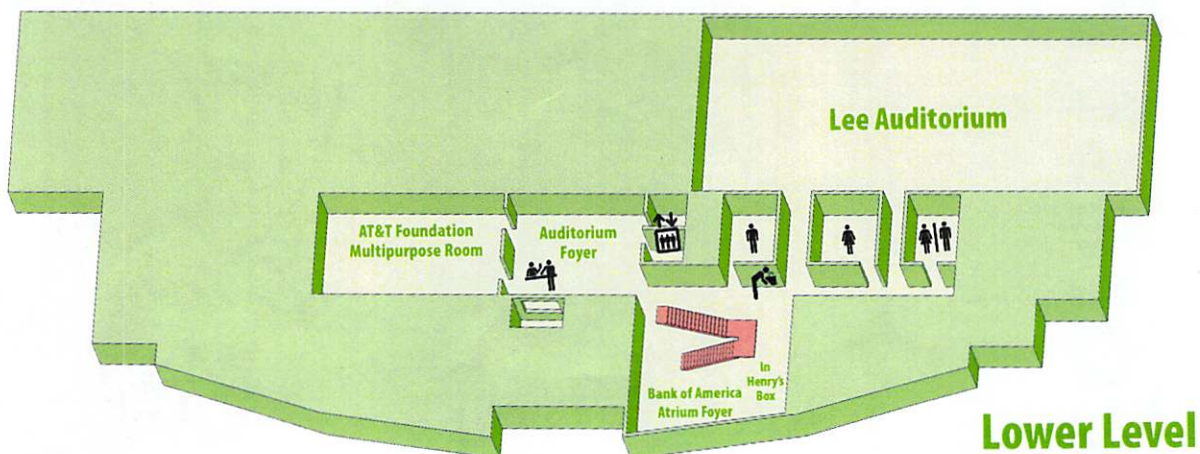 Lee Auditorium
AT&T Foundation
Multipurpose Room
Auditorium
Foyer
In
Henry's
Box
Bank of America
Atrium Foyer
Lower Level